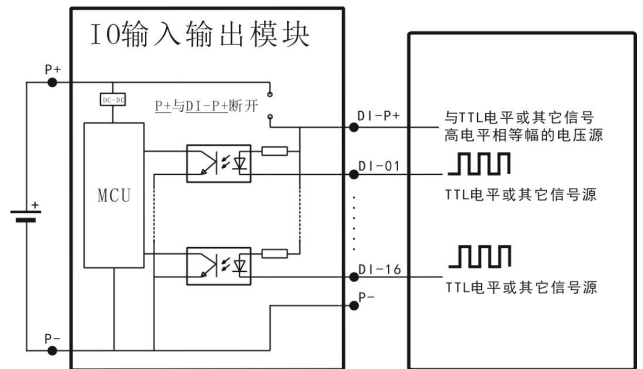 IO输入输出模块
P+
DC-DC
P+与DI-P+断开
DI-P+
与TTL电平或其它信号
高电平相等幅的电压源
DI-01
TTL电平或其它信号源
MCU
+
DI-16
TTL电平或其它信号源
P-
P-